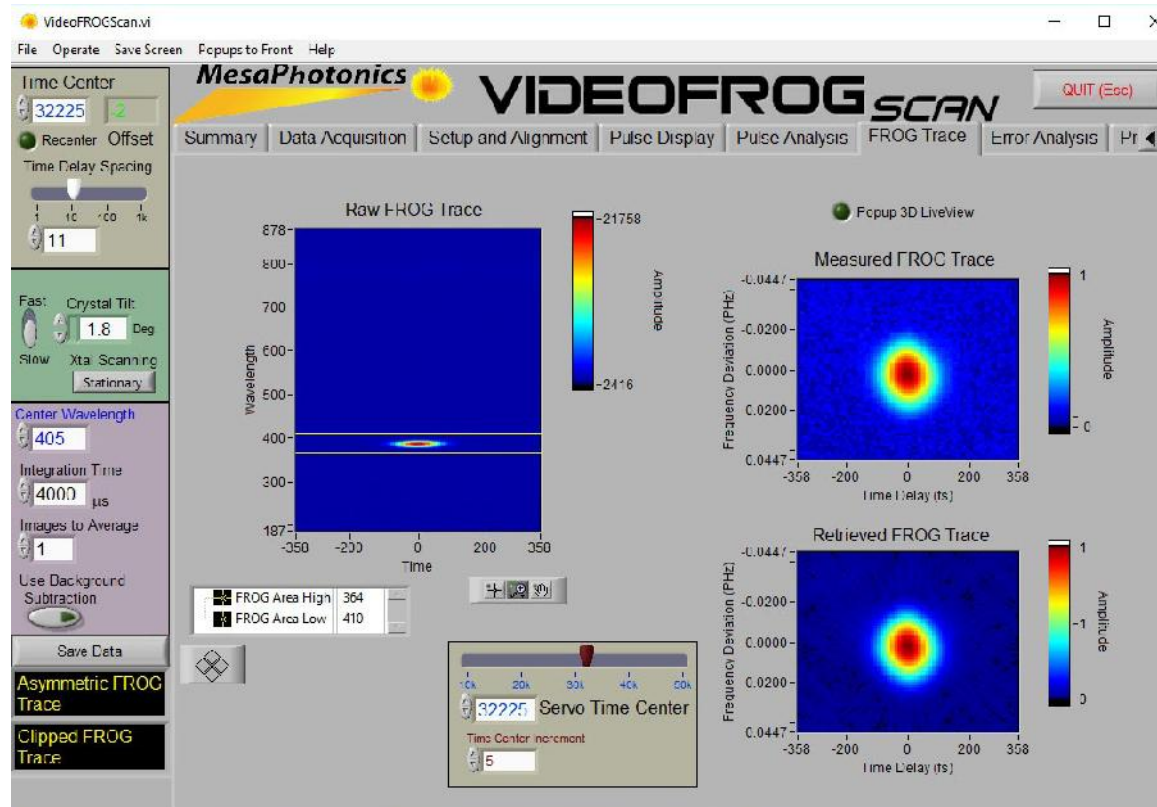 VideoFROGScan.vi
File Operate Save Screen Popups to Front Help
MesaPhotonics
VIDEOFROG SCAN
QUIT (Esc)
Time Center
32225 -2
Recenter Offset
Time Delay Spacing
1 10 100 1k
11
Fast
Crystal Tilt
1.8 Deg
Slow
Xtal Scanning
Stationary
Center Wavelength
405
Integration Time
4000 µs
Images to Average
1
Use Background
Subtraction
Save Data
Asymmetric FROG
Trace
Clipped FROG
Trace
Summary Data Acquisition Setup and Alignment Pulse Display Pulse Analysis FROG Trace Error Analysis Pr
Raw FROG Trace
Wavelength
878
800
700
600
500
400
300
187
-350 -200 0 200 350
Time
21758
-2416
Amplitude
FROG Area High 364
FROG Area Low 410
10k 20k 30k 40k 50k
32225 Servo Time Center
Time Center Increment
5
Popup 3D LiveView
Measured FROG Trace
Frequency Deviation (PHz)
-0.0447
-0.0200
0.0000
0.0200
0.0447
-358 -200 0 200 358
Time Delay (fs)
1
0
Amplitude
Retrieved FROG Trace
Frequency Deviation (PHz)
-0.0447
-0.0200
0.0000
0.0200
0.0447
-358 -200 0 200 358
Time Delay (fs)
1
-1
0
Amplitude